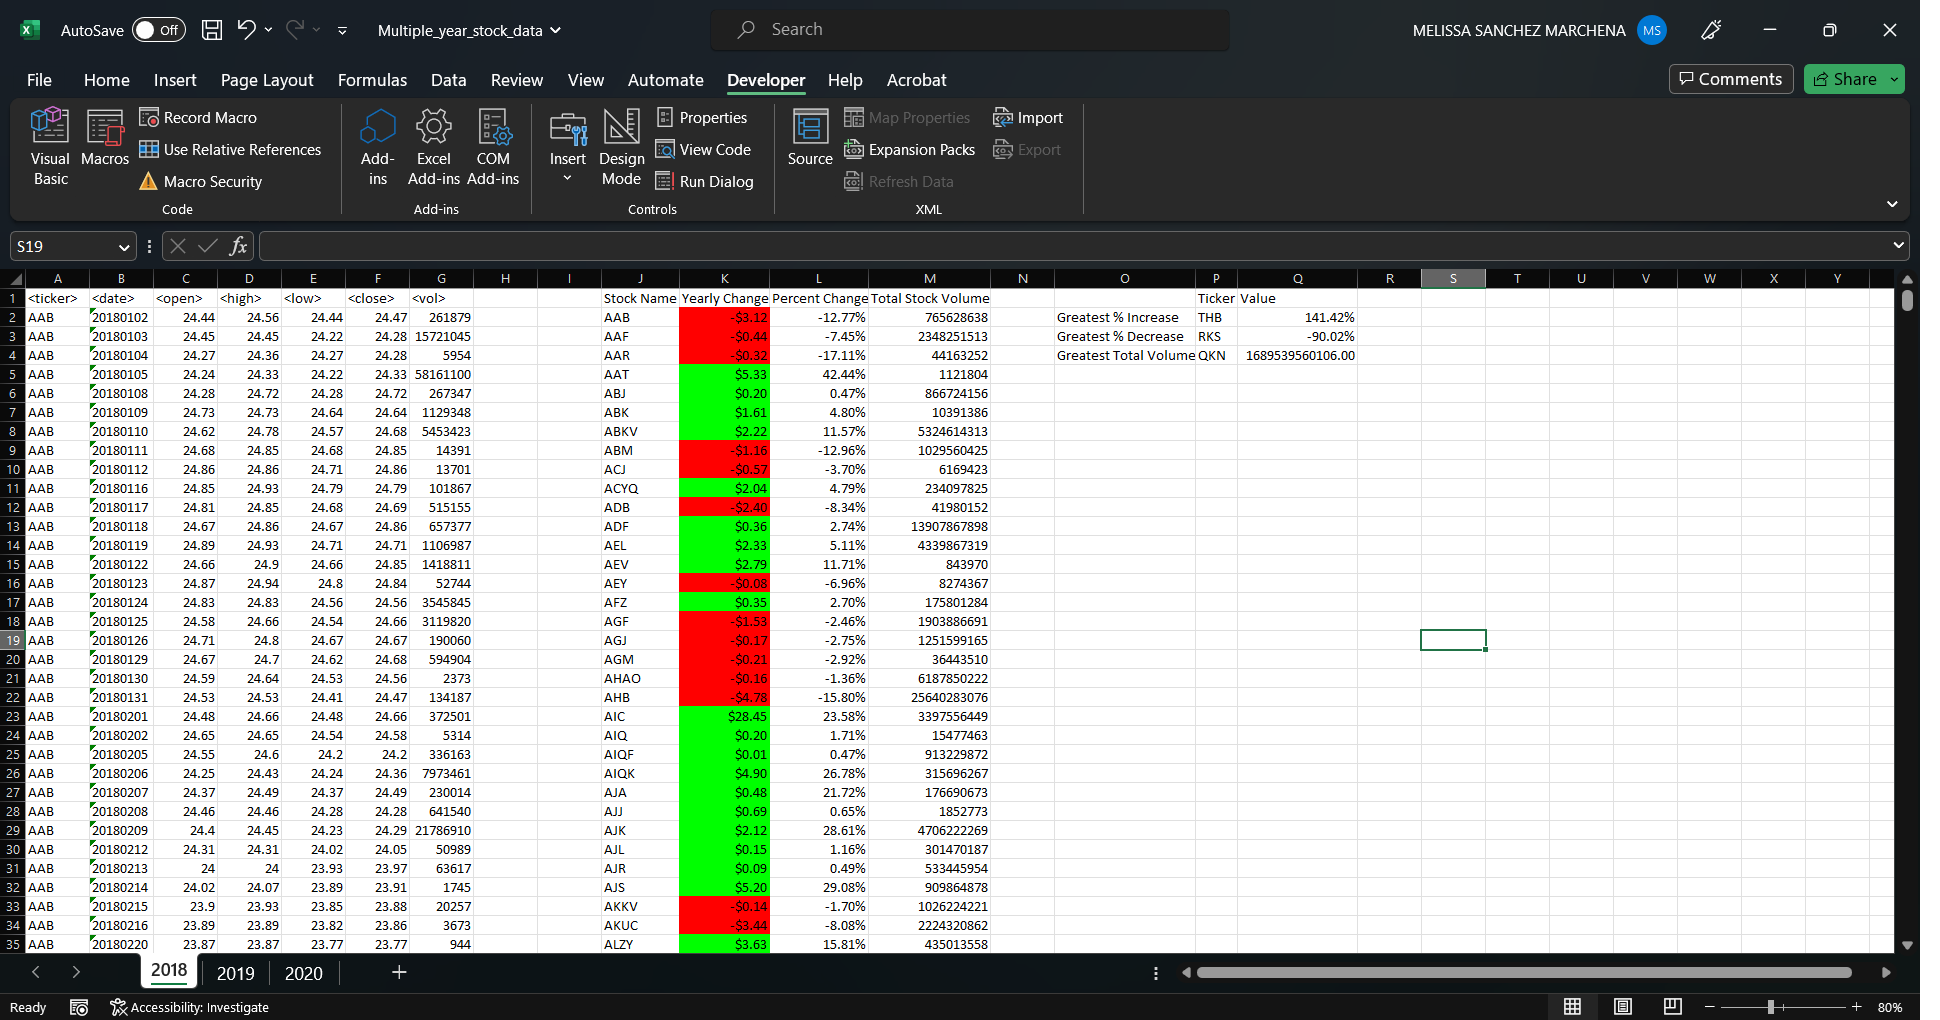 AutoSave Off Multiple_year_stock_data Search MELISSA SANCHEZ MARCHENA MS
File Home Insert Page Layout Formulas Data Review View Automate Developer Help Acrobat Comments Share
Visual Basic
Macros
Record Macro
Use Relative References
Macro Security
Code
Add-ins
Excel Add-ins
COM Add-ins
Add-ins
Insert
Design Mode
Properties
View Code
Run Dialog
Controls
Source
Map Properties
Expansion Packs
Refresh Data
Import
Export
XML
S19 fx
A B C D E F G H I J K L M N O P Q R S T U V W X Y
1 <ticker> <date> <open> <high> <low> <close> <vol> Stock Name Yearly Change Percent Change Total Stock Volume Ticker Value
2 AAB 20180102 24.44 24.56 24.44 24.47 261879 AAB -$3.12 -12.77% 765628638 Greatest % Increase THB 141.42%
3 AAB 20180103 24.45 24.45 24.22 24.28 15721045 AAF -$0.44 -7.45% 2348251513 Greatest % Decrease RKS -90.02%
4 AAB 20180104 24.27 24.36 24.27 24.28 5954 AAR -$0.32 -17.11% 44163252 Greatest Total Volume QKN 1689539560106.00
5 AAB 20180105 24.24 24.33 24.22 24.33 58161100 AAT $5.33 42.44% 1121804
6 AAB 20180108 24.28 24.72 24.28 24.72 267347 ABJ $0.20 0.47% 866724156
7 AAB 20180109 24.73 24.73 24.64 24.64 1129348 ABK $1.61 4.80% 10391386
8 AAB 20180110 24.62 24.78 24.57 24.68 5453423 ABKV $2.22 11.57% 5324614313
9 AAB 20180111 24.68 24.85 24.68 24.85 14391 ABM -$1.16 -12.96% 1029560425
10 AAB 20180112 24.86 24.86 24.71 24.86 13701 ACJ -$0.57 -3.70% 6169423
11 AAB 20180116 24.85 24.93 24.79 24.79 101867 ACYQ $2.04 4.79% 234097825
12 AAB 20180117 24.81 24.85 24.68 24.69 515155 ADB -$2.40 -8.34% 41980152
13 AAB 20180118 24.67 24.86 24.67 24.86 657377 ADF $0.36 2.74% 13907867898
14 AAB 20180119 24.89 24.93 24.71 24.71 1106987 AEL $2.33 5.11% 4339867319
15 AAB 20180122 24.66 24.9 24.66 24.85 1418811 AEV $2.79 11.71% 843970
16 AAB 20180123 24.87 24.94 24.8 24.84 52744 AEY -$0.08 -6.96% 8274367
17 AAB 20180124 24.83 24.83 24.56 24.56 3545845 AFZ $0.35 2.70% 175801284
18 AAB 20180125 24.58 24.66 24.54 24.66 3119820 AGF -$1.53 -2.46% 1903886691
19 AAB 20180126 24.71 24.8 24.67 24.67 190060 AGJ -$0.17 -2.75% 1251599165
20 AAB 20180129 24.67 24.7 24.62 24.68 594904 AGM -$0.21 -2.92% 36443510
21 AAB 20180130 24.59 24.64 24.53 24.56 2373 AHAO -$0.16 -1.36% 6187850222
22 AAB 20180131 24.53 24.53 24.41 24.47 134187 AHB -$4.78 -15.80% 25640283076
23 AAB 20180201 24.48 24.66 24.48 24.66 372501 AIC $28.45 23.58% 3397556449
24 AAB 20180202 24.65 24.65 24.54 24.58 5314 AIQ $0.20 1.71% 15477463
25 AAB 20180205 24.55 24.6 24.2 24.2 336163 AIQF $0.01 0.47% 913229872
26 AAB 20180206 24.25 24.43 24.24 24.36 7973461 AIQK $4.90 26.78% 315696267
27 AAB 20180207 24.37 24.49 24.37 24.49 230014 AJA $0.48 21.72% 176690673
28 AAB 20180208 24.46 24.46 24.28 24.28 641540 AJJ $0.69 0.65% 1852773
29 AAB 20180209 24.4 24.45 24.23 24.29 21786910 AJK $2.12 28.61% 4706222269
30 AAB 20180212 24.31 24.31 24.02 24.05 50989 AJL $0.15 1.16% 301470187
31 AAB 20180213 24 24 23.93 23.97 63617 AJR $0.09 0.49% 533445954
32 AAB 20180214 24.02 24.07 23.89 23.91 1745 AJS $5.20 29.08% 909864878
33 AAB 20180215 23.9 23.93 23.85 23.88 20257 AKKV -$0.14 -1.70% 1026224221
34 AAB 20180216 23.89 23.89 23.82 23.86 3673 AKUC -$3.44 -8.08% 2224320862
35 AAB 20180220 23.87 23.87 23.77 23.77 944 ALZY $3.63 15.81% 435013558
2018 2019 2020
Ready Accessibility: Investigate 80%